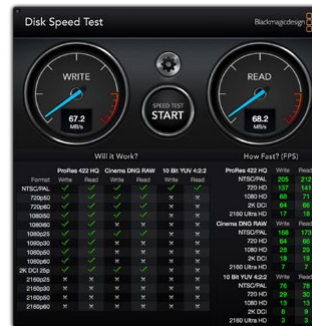 Disk Speed Test
Blackmagicdesign
WRITE
67.2
MB/s
SPEED TEST
START
READ
68.2
MB/s
Will it Work?
ProRes 422 HQ Cinema DNG RAW 10 Bit YUV 4:2:2
Format Write Read Write Read Write Read
NTSC/PAL
720p50
720p60
1080i50
1080i60
1080p25
1080p30
1080p50
1080p60
2K DCI 25p
2160p25
2160p30
2160p50
2160p60
How Fast? (FPS)
ProRes 422 HQ Write Read
NTSC/PAL 205 212
720 HD 137 141
1080 HD 68 71
2K DCI 64 66
2160 Ultra HD 17 18
Cinema DNG RAW Write Read
NTSC/PAL 168 173
720 HD 64 66
1080 HD 28 29
2K DCI 18 19
2160 Ultra HD 7 7
10 Bit YUV 4:2:2 Write Read
NTSC/PAL 76 78
720 HD 29 30
1080 HD 13 13
2K DCI 8 9
2160 Ultra HD 3 3